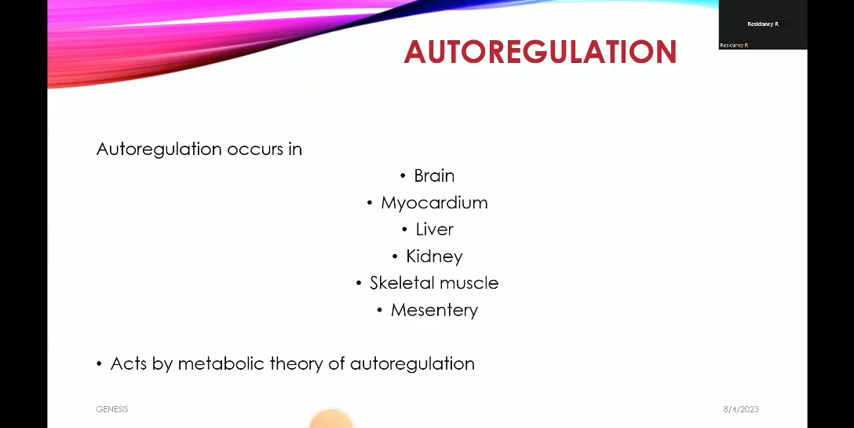 Residency R
Residency R
AUTOREGULATION
Autoregulation occurs in
• Brain
• Myocardium
• Liver
• Kidney
• Skeletal muscle
• Mesentery
• Acts by metabolic theory of autoregulation
GENESIS
8/4/2023